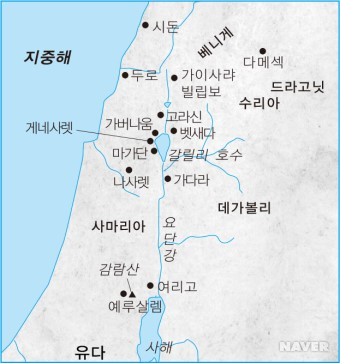 시돈
베니게
지중해
다메섹
두로
가이사랴
빌립보
드라고닛
수리아
고라신
가버나움
게네사렛
벳새다
마가단
갈릴리 호수
나사렛
가다라
데가볼리
사마리아
요
단
강
감람산
여리고
예루살렘
유다
사해
NAVER